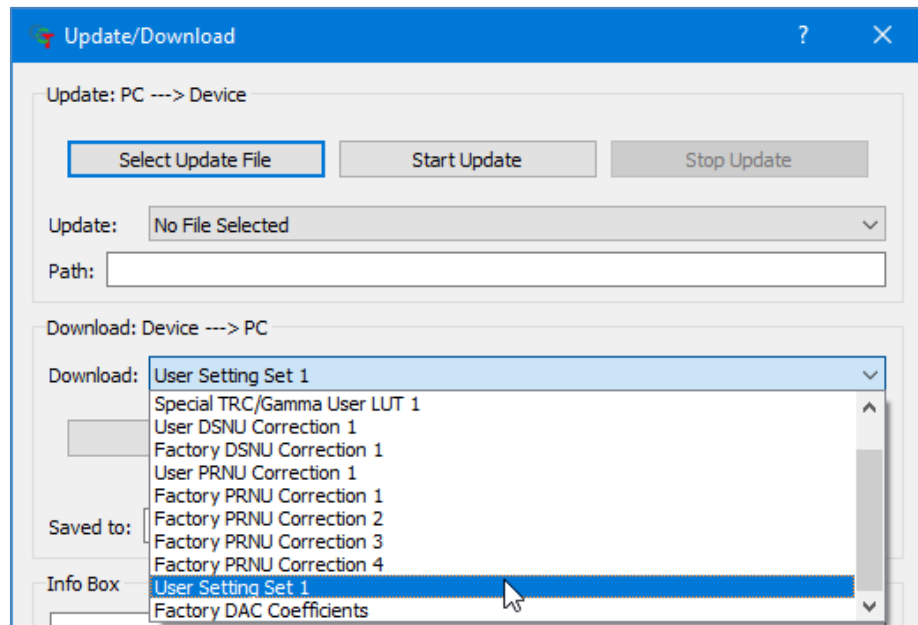 Update/Download ?
Update: PC ---> Device
Select Update File Start Update Stop Update
Update: No File Selected
Path:
Download: Device ---> PC
Download: User Setting Set 1
Special TRC/Gamma User LUT 1
User DSNU Correction 1
Factory DSNU Correction 1
User PRNU Correction 1
Factory PRNU Correction 1
Factory PRNU Correction 2
Saved to:
Factory PRNU Correction 3
Factory PRNU Correction 4
Info Box
User Setting Set 1
Factory DAC Coefficients